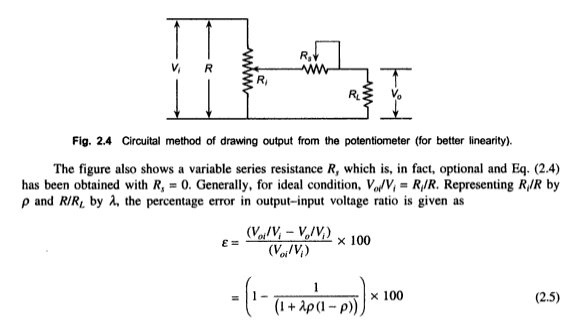 V_i
R
R_i
R_s
R_L
V_o
Fig. 2.4 Circuital method of drawing output from the potentiometer (for better linearity).
The figure also shows a variable series resistance R_s which is, in fact, optional and Eq. (2.4)
has been obtained with R_s = 0. Generally, for ideal condition, V_oi/V_i = R_i/R. Representing R_i/R by
ρ and R/R_L by λ, the percentage error in output–input voltage ratio is given as
ε = (V_oi/V_i − V_o/V_i) / (V_oi/V_i) × 100
= (1 − 1 / (1 + λρ(1 − ρ))) × 100 (2.5)